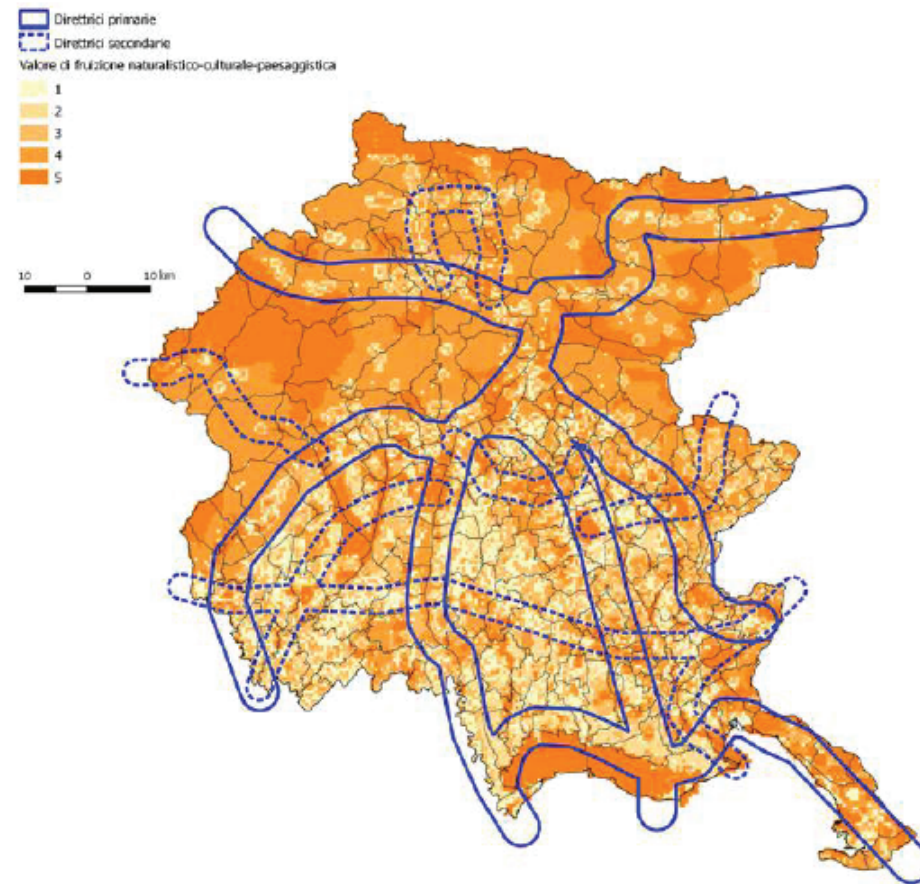 Direttrici primarie
Direttrici secondarie
Valore di fruizione naturalistico-culturale-paesaggistica
1
2
3
4
5
10 0 10 km